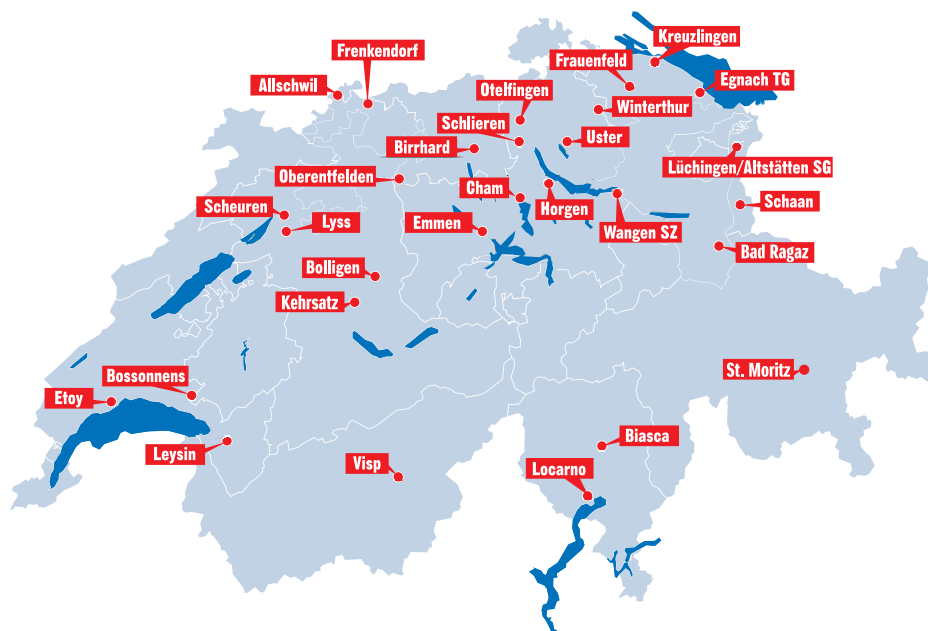 Kreuzlingen
Frenkendorf
Frauenfeld
Egnach TG
Allschwil
Otelfingen
Winterthur
Schlieren
Uster
Birrhard
Lüchingen/Altstätten SG
Oberentfelden
Cham
Scheuren
Horgen
Schaan
Lyss
Emmen
Wangen SZ
Bad Ragaz
Bolligen
Kehrsatz
St. Moritz
Bossonnens
Etoy
Biasca
Leysin
Visp
Locarno